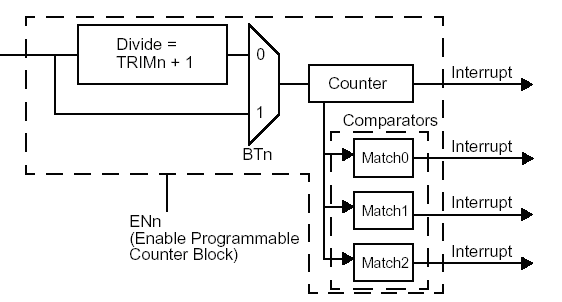 Divide =
TRIMn + 1
0
1
BTn
Counter
Interrupt
Comparators
Match0
Interrupt
Match1
Interrupt
Match2
Interrupt
ENn
(Enable Programmable
Counter Block)